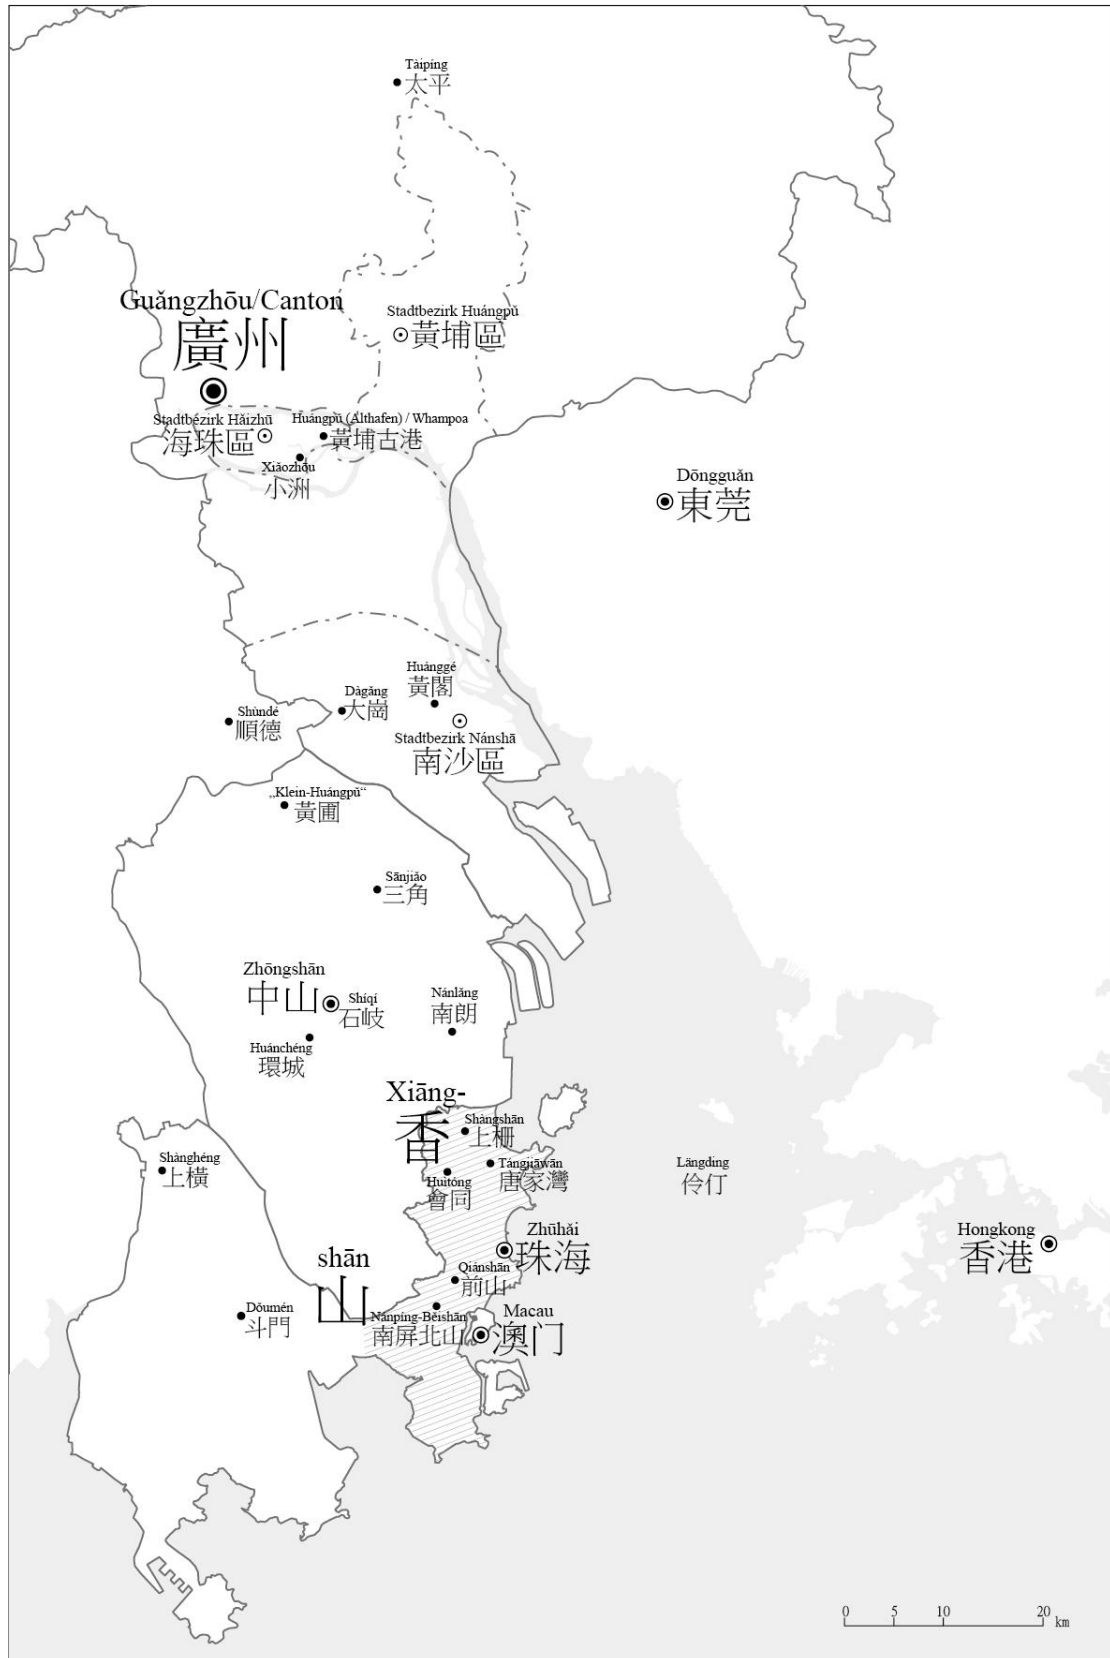 Tàipíng
太平
Guǎngzhōu/Canton
廣州
Stadtbezirk Huángpǔ
黃埔區
Stadtbezirk Hǎizhū
海珠區
Huángpǔ (Althafen) / Whampoa
黃埔古港
Xiǎozhōu
小洲
Dōngguǎn
東莞
Huánggé
黃閣
Dàgǎng
大崗
Shùndé
順德
Stadtbezirk Nánshā
南沙區
„Klein-Huángpǔ“
黃圃
Sānjiǎo
三角
Zhōngshān
中山
Shíqí
石岐
Nánlǎng
南朗
Huánchéng
環城
Xiāng-
香
Shàngshān
上栅
Shànghéng
上橫
Tángjiāwān
唐家灣
Huìtóng
會同
Längding
伶仃
Zhūhǎi
珠海
Hongkong
香港
shān
山
Qiánshān
前山
Dǒumén
斗門
Nánpíng-Běishān
南屏北山
Macau
澳门
0 5 10 20 km